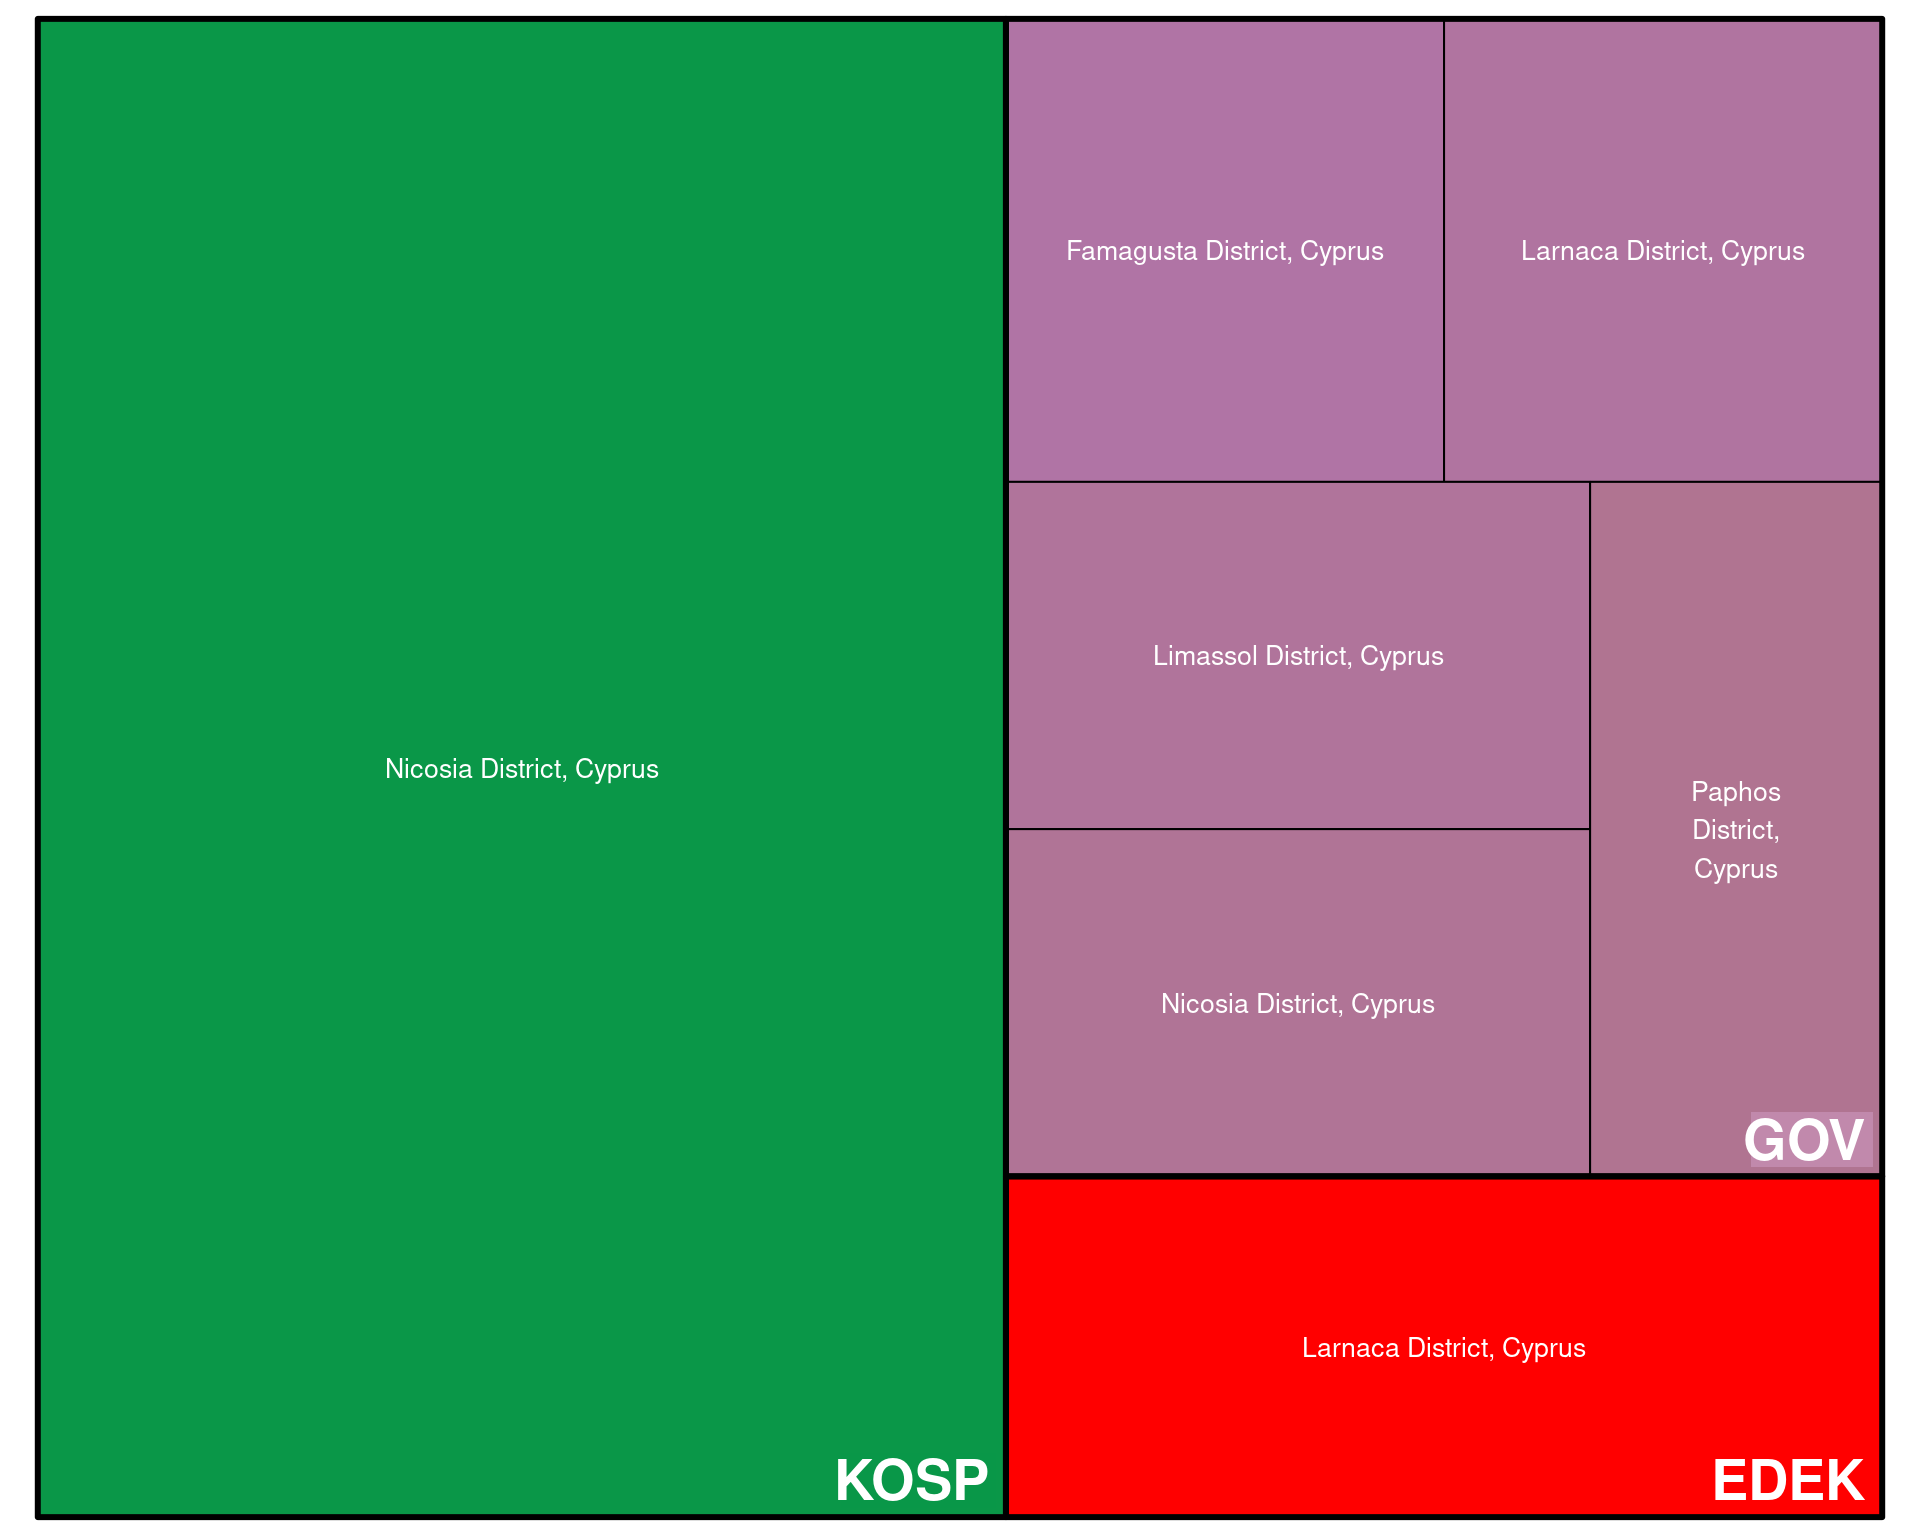 Famagusta District, Cyprus
Larnaca District, Cyprus
Limassol District, Cyprus
Nicosia District, Cyprus
Paphos
District,
Cyprus
Nicosia District, Cyprus
GOV
Larnaca District, Cyprus
KOSP
EDEK